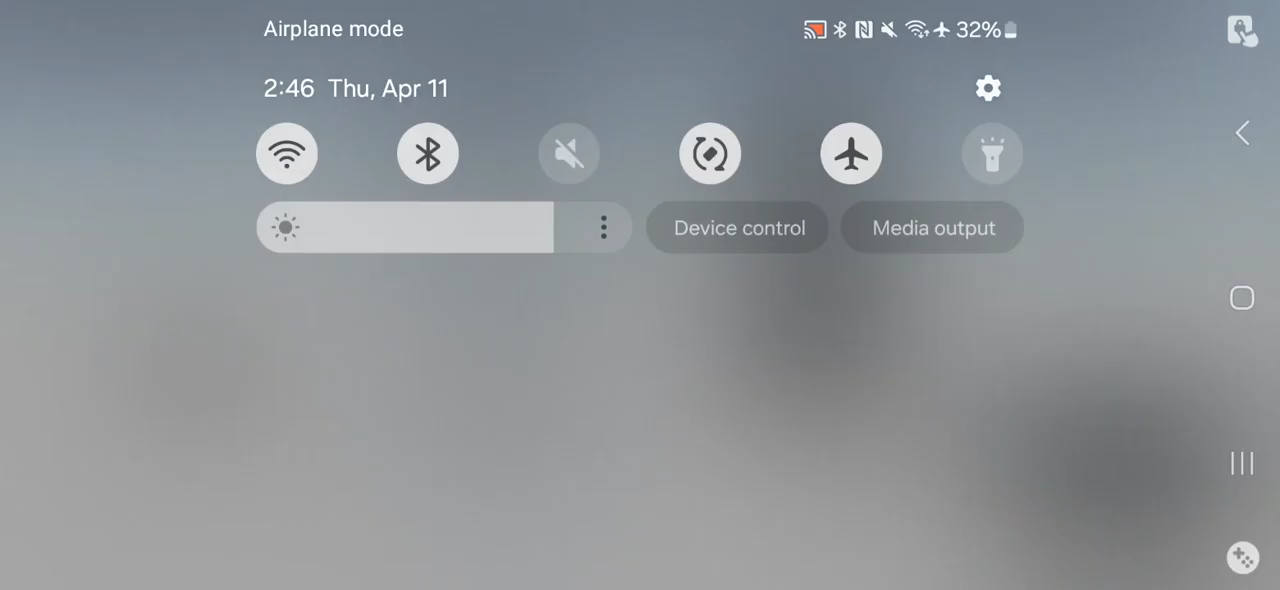 Airplane mode
32%
2:46 Thu, Apr 11
Device control
Media output